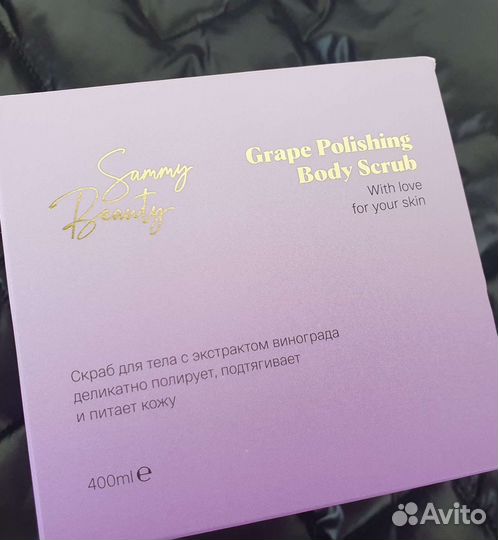 Sammy
Beauty
Grape Polishing
Body Scrub
With love
for your skin
Скраб для тела с экстрактом винограда
деликатно полирует, подтягивает
и питает кожу
400ml ℮
Avito